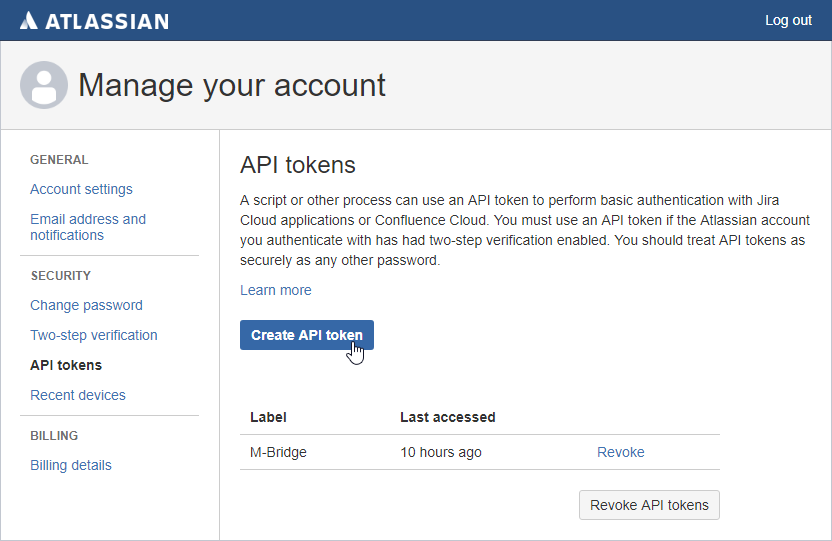 ATLASSIAN
Log out
Manage your account
GENERAL
Account settings
Email address and
notifications
SECURITY
Change password
Two-step verification
API tokens
Recent devices
BILLING
Billing details
API tokens
A script or other process can use an API token to perform basic authentication with Jira
Cloud applications or Confluence Cloud. You must use an API token if the Atlassian account
you authenticate with has had two-step verification enabled. You should treat API tokens as
securely as any other password.
Learn more
Create API token
Label Last accessed
M-Bridge 10 hours ago Revoke
Revoke API tokens